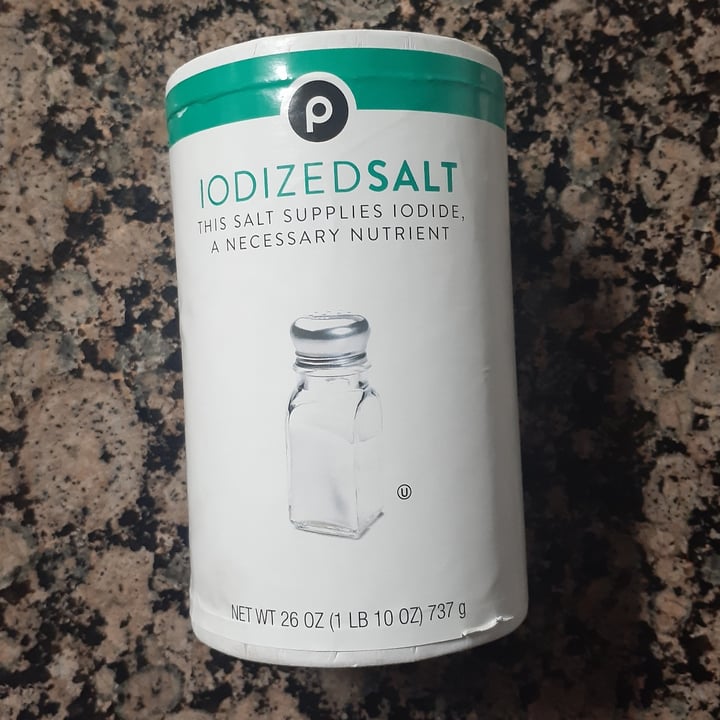 p
IODIZEDSALT
THIS SALT SUPPLIES IODIDE,
A NECESSARY NUTRIENT
U
NET WT 26 OZ (1 LB 10 OZ) 737 g